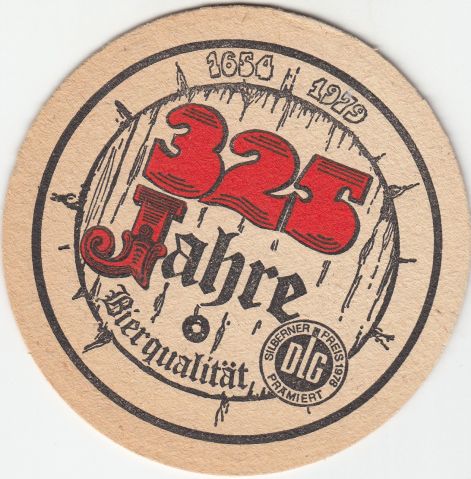 1654 1979
325
Jahre
Bierqualität
SILBERNER PREIS 1978
DLG
PRÄMIERT